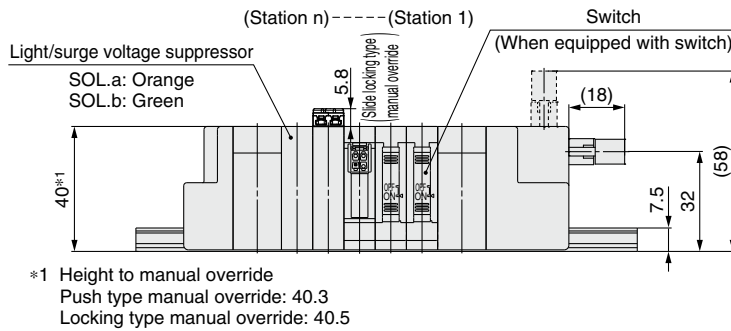 (Station n) ----- (Station 1)
Switch
(When equipped with switch)
Light/surge voltage suppressor
SOL.a: Orange
SOL.b: Green
5.8
(Slide locking type
manual override)
(18)
40*1
OFF
ON
OFF
ON
7.5
32
(58)
*1 Height to manual override
Push type manual override: 40.3
Locking type manual override: 40.5